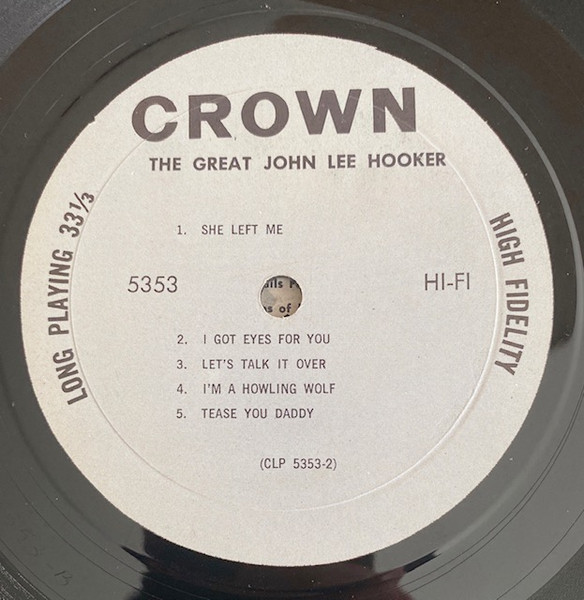 CROWN
THE GREAT JOHN LEE HOOKER
LONG PLAYING 33⅓
HIGH FIDELITY
1. SHE LEFT ME
5353
HI-FI
of
2. I GOT EYES FOR YOU
3. LET'S TALK IT OVER
4. I'M A HOWLING WOLF
5. TEASE YOU DADDY
(CLP 5353-2)